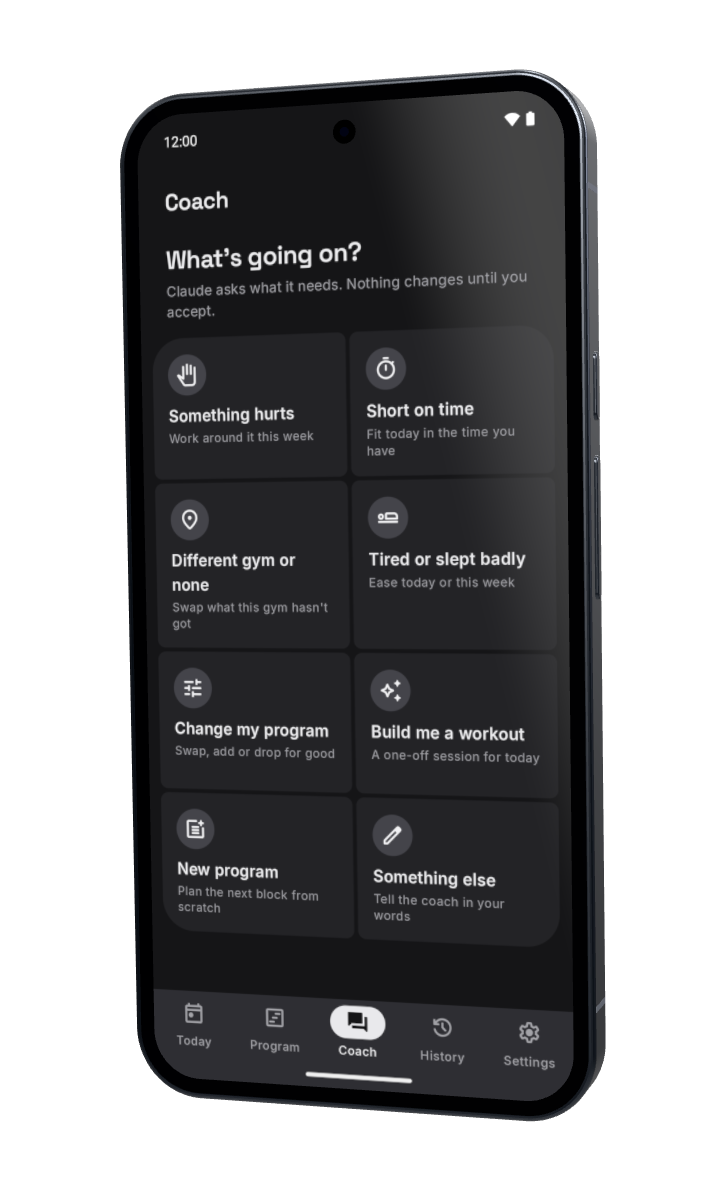 12:00
Coach
What's going on?
Claude asks what it needs. Nothing changes until you
accept.
Something hurts
Work around it this week
Short on time
Fit today in the time you
have
Different gym or
none
Swap what this gym hasn't
got
Tired or slept badly
Ease today or this week
Change my program
Swap, add or drop for good
Build me a workout
A one-off session for today
New program
Plan the next block from
scratch
Something else
Tell the coach in your
words
Today
Program
Coach
History
Settings